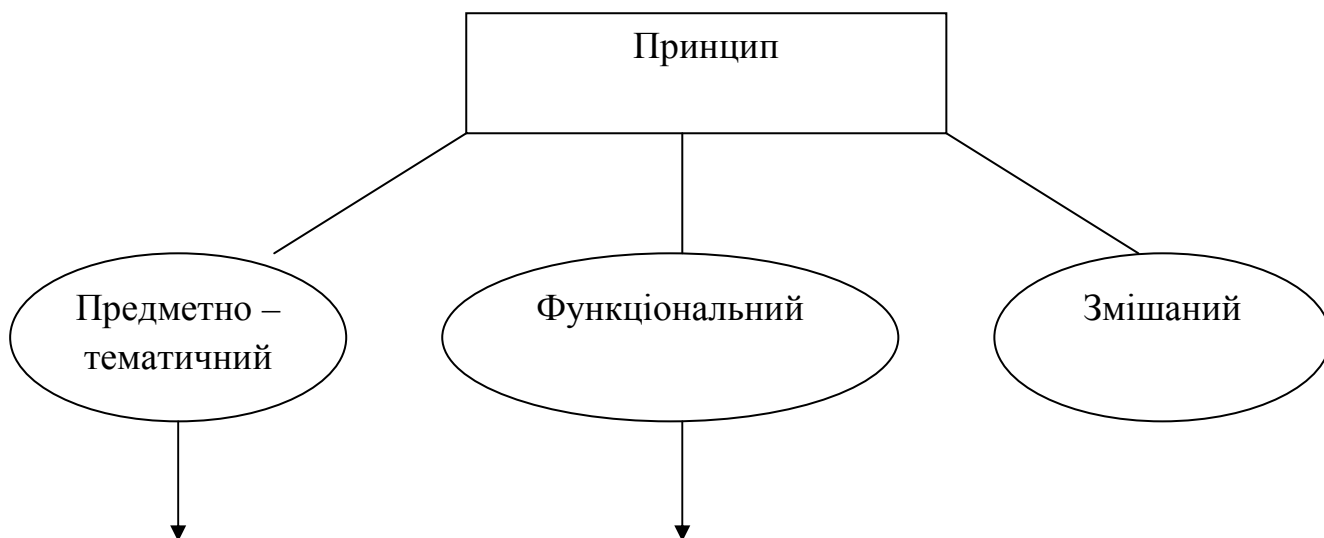 Принцип
Предметно –
тематичний
Функціональний
Змішаний